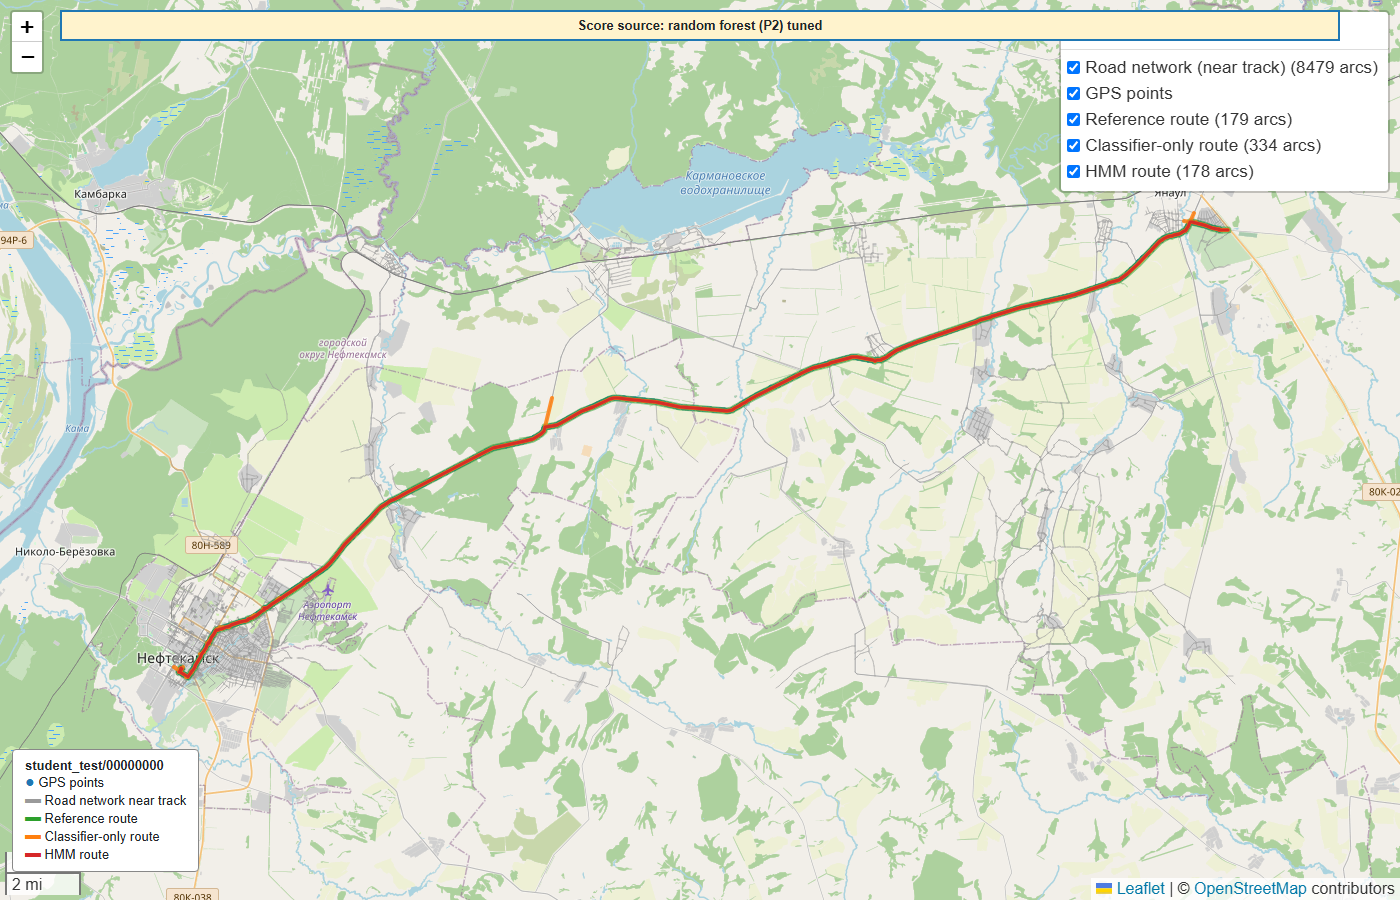 +
−
Score source: random forest (P2) tuned
Road network (near track) (8479 arcs)
GPS points
Reference route (179 arcs)
Classifier-only route (334 arcs)
HMM route (178 arcs)
Янаул
Кармановское
водохранилище
Камбарка
94Р-6
городской
округ Нефтекамск
Кама
80К-02
80Н-589
Николо-Берёзовка
Аэропорт
Нефтекамск
Нефтекамск
student_test/00000000
GPS points
Road network near track
Reference route
Classifier-only route
HMM route
2 mi
80К-038
Leaflet | © OpenStreetMap contributors